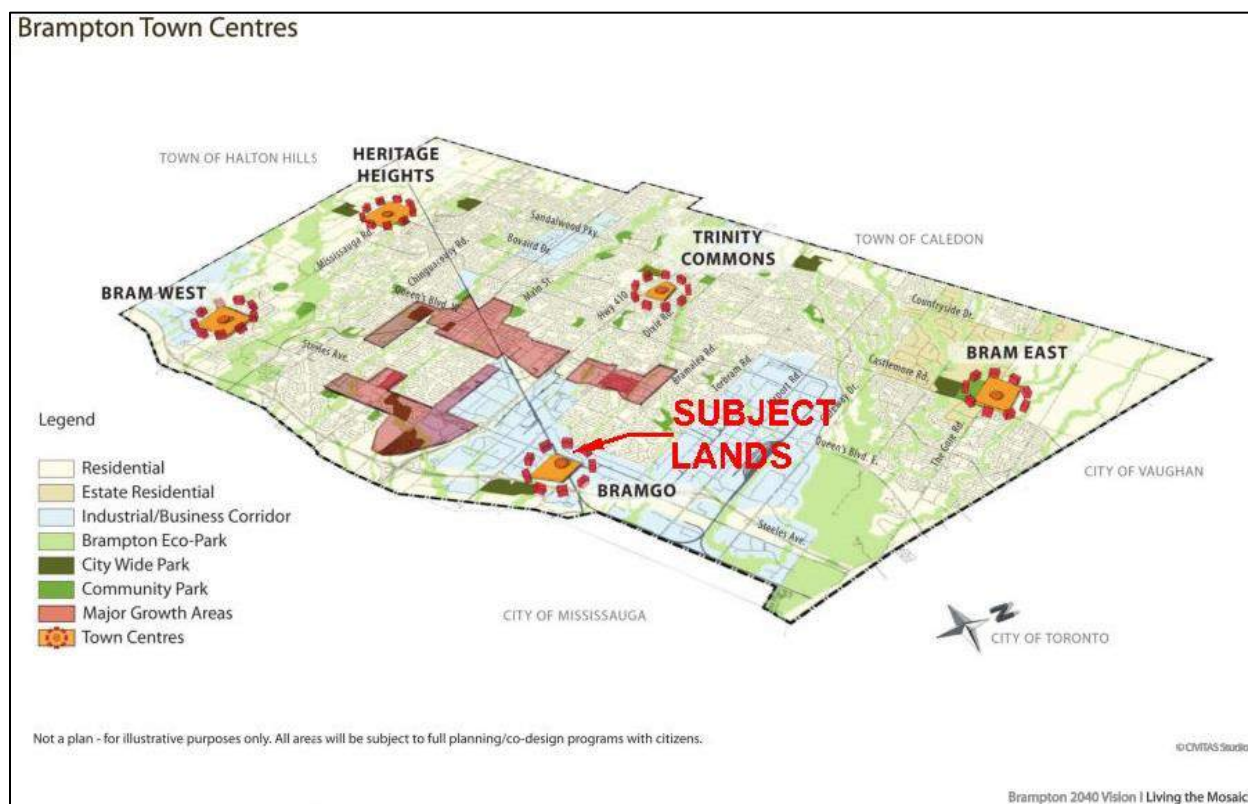 Brampton Town Centres
TOWN OF HALTON HILLS
HERITAGE
HEIGHTS
Sandalwood Pky.
Bovaird Dr.
TRINITY
COMMONS
TOWN OF CALEDON
Mississauga Rd.
Chinguacousy Rd.
BRAM WEST
Queen's Blvd. W.
Main St.
Hwy 410
Dixie Rd.
Countryside Dr.
Steeles Ave.
Bramalea Rd.
Torbram Rd.
Airport Rd.
Castlemore Rd.
BRAM EAST
Legend
SUBJECT
LANDS
Queen's Blvd. E.
The Gore Rd.
CITY OF VAUGHAN
Residential
Estate Residential
Industrial/Business Corridor
Brampton Eco-Park
City Wide Park
Community Park
Major Growth Areas
Town Centres
BRAMGO
Steeles Ave.
CITY OF MISSISSAUGA
N
CITY OF TORONTO
Not a plan - for illustrative purposes only. All areas will be subject to full planning/co-design programs with citizens.
©CIVITAS Studio
Brampton 2040 Vision | Living the Mosaic